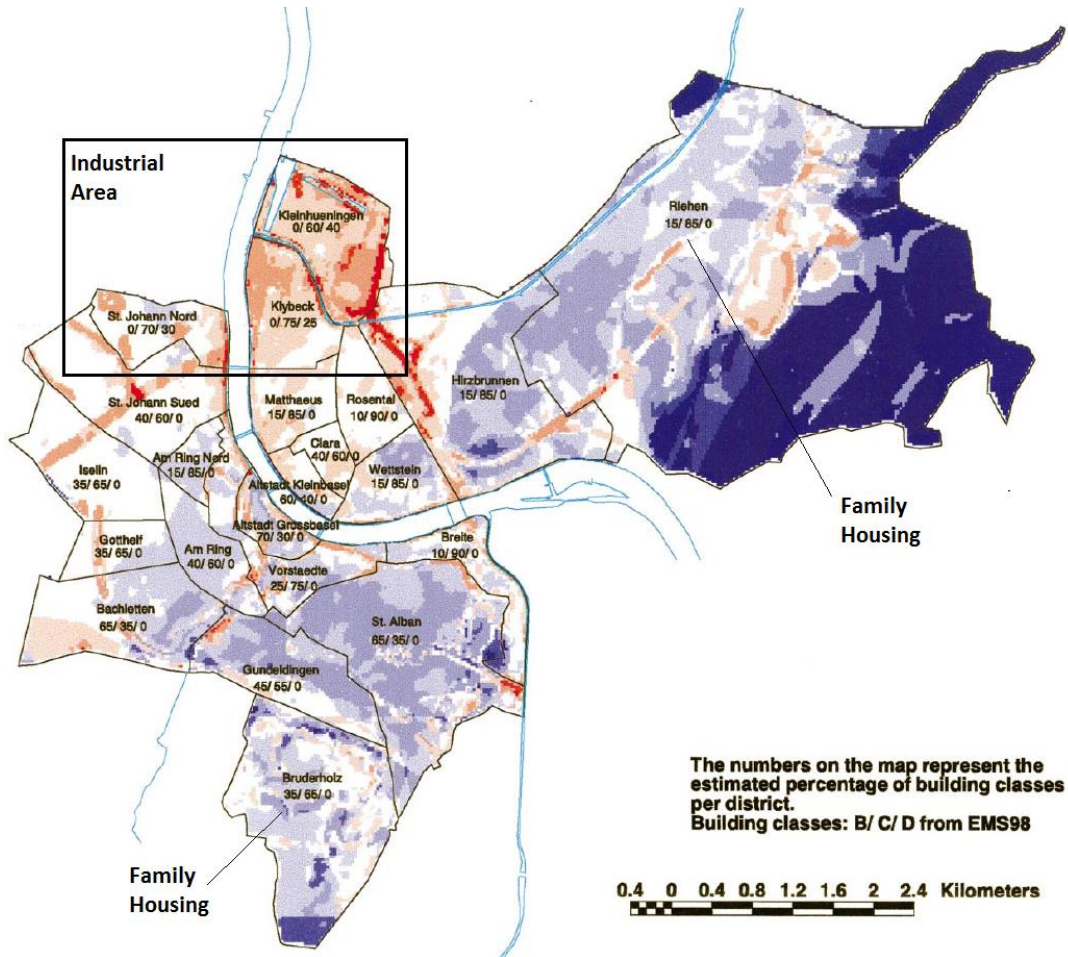 Industrial
Area
Kleinhueningen
0/ 60/ 40
Riehen
15/ 85/ 0
St. Johann Nord
0/ 70/ 30
Klybeck
0/ 75/ 25
Hirzbrunnen
15/ 85/ 0
St. Johann Sued
40/ 60/ 0
Matthaeus
15/ 85/ 0
Rosental
10/ 90/ 0
Clara
40/ 60/ 0
Am Ring Nord
15/ 85/ 0
Iselin
35/ 65/ 0
Wettstein
15/ 85/ 0
Altstadt Kleinbasel
60/ 40/ 0
Family
Housing
Altstadt Grossbasel
70/ 30/ 0
Gotthelf
35/ 65/ 0
Am Ring
40/ 60/ 0
Breite
10/ 90/ 0
Vorstaedte
25/ 75/ 0
Bachletten
65/ 35/ 0
St. Alban
65/ 35/ 0
Gundeldingen
45/ 55/ 0
Bruderholz
35/ 65/ 0
The numbers on the map represent the
estimated percentage of building classes
per district.
Building classes: B/ C/ D from EMS98
Family
Housing
0.4 0 0.4 0.8 1.2 1.6 2 2.4 Kilometers